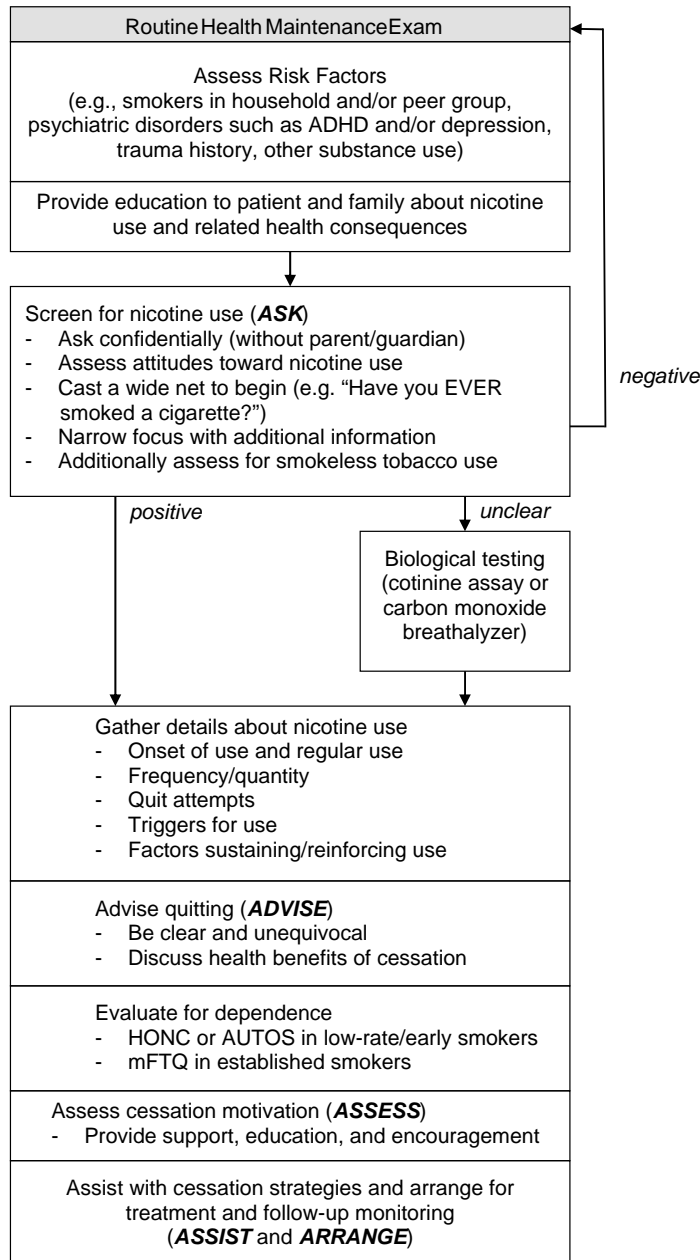 Routine Health Maintenance Exam
Assess Risk Factors
(e.g., smokers in household and/or peer group,
psychiatric disorders such as ADHD and/or depression,
trauma history, other substance use)
Provide education to patient and family about nicotine
use and related health consequences
Screen for nicotine use (ASK)
- Ask confidentially (without parent/guardian)
- Assess attitudes toward nicotine use
- Cast a wide net to begin (e.g. “Have you EVER
smoked a cigarette?”)
- Narrow focus with additional information
- Additionally assess for smokeless tobacco use
negative
positive
unclear
Biological testing
(cotinine assay or
carbon monoxide
breathalyzer)
Gather details about nicotine use
- Onset of use and regular use
- Frequency/quantity
- Quit attempts
- Triggers for use
- Factors sustaining/reinforcing use
Advise quitting (ADVISE)
- Be clear and unequivocal
- Discuss health benefits of cessation
Evaluate for dependence
- HONC or AUTOS in low-rate/early smokers
- mFTQ in established smokers
Assess cessation motivation (ASSESS)
- Provide support, education, and encouragement
Assist with cessation strategies and arrange for
treatment and follow-up monitoring
(ASSIST and ARRANGE)